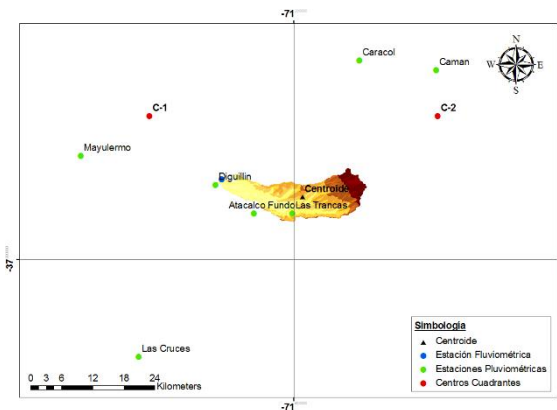 -71
Caracol
Caman
N
W E
S
C-1
C-2
Mayulermo
Diguillin
Centroide
Atacalco Fundo
Las Trancas
-37
-37
Las Cruces
0 3 6 12 18 24
Kilometers
Simbologia
Centroide
Estación Fluviométrica
Estaciones Pluviométricas
Centros Cuadrantes
-71